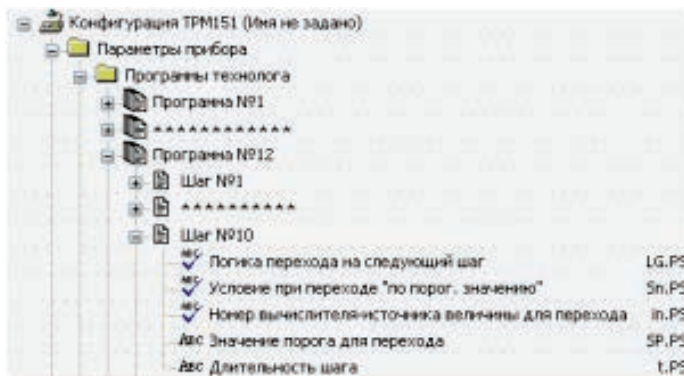 Конфигурация ТРМ151 (Имя не задано)
Параметры прибора
Программы технолога
Программа №1
************
Программа №12
Шаг №1
**********
Шаг №10
Логика перехода на следующий шаг LG.PS
Условие при переходе "по порог. значению" Sn.PS
Номер вычислителя-источника величины для перехода in.PS
ABC Значение порога для перехода SP.PS
ABC Длительность шага t.PS